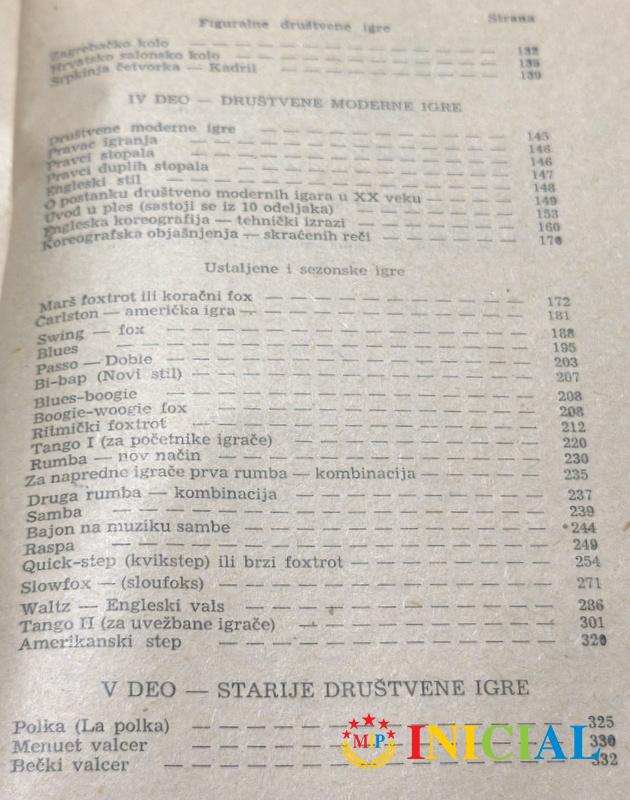 Figuralne društvene igre Strana
Zagrebačko kolo — — — — — — — — — 132
Hrvatsko salonsko kolo — — — — — — — 135
Srpkinja četvorka — Kadril — — — — — — — 139
IV DEO — DRUŠTVENE MODERNE IGRE
Društvene moderne igre — — — — — — — — — 145
Pravac igranja — — — — — — — — — — — 146
Pravci stopala — — — — — — — — — — — 146
Pravci duplih stopala — — — — — — — — — — 147
Engleski stil — — — — — — — — — — — — 148
O postanku društveno modernih igara u XX veku — — — — 149
Uvod u ples (sastoji se iz 10 odeljaka) — — — — — — 153
Engleska koreografija — tehnički izrazi — — — — — — 160
Koreografska objašnjenja — skraćenih reči — — — — — 170
Ustaljene i sezonske igre
Marš foxtrot ili koračni fox — — — — — — — — — 172
Čarlston — američka igra — — — — — — — — — 181
Swing — fox — — — — — — — — — — — — 188
Blues — — — — — — — — — — — — — 195
Passo — Doble — — — — — — — — — — — 203
Bi-bap (Novi stil) — — — — — — — — — — — 207
Blues-boogie — — — — — — — — — — — — 208
Boogie-woogie fox — — — — — — — — — — — 208
Ritmički foxtrot — — — — — — — — — — — — 212
Tango I (za početnike igrače) — — — — — — — — 220
Rumba — nov način — — — — — — — — — — — 230
Za napredne igrače prva rumba — kombinacija — — — — 235
Druga rumba — kombinacija — — — — — — — — 237
Samba — — — — — — — — — — — — — — 239
Bajon na muziku sambe — — — — — — — — — — 244
Raspa — — — — — — — — — — — — — — 249
Quick-step (kvikstep) ili brzi foxtrot — — — — — — — 254
Slowfox — (sloufoks) — — — — — — — — — — 271
Waltz — Engleski vals — — — — — — — — — — 286
Tango II (za uvežbane igrače) — — — — — — — — 301
Amerikanski step — — — — — — — — — — — 320
V DEO — STARIJE DRUŠTVENE IGRE
Polka (La polka) — — — — — — — — — — — 325
Menuet valcer — — — — — — — — — — — 330
Bečki valcer — — — — — — — — — — — 332
M.P. INICIAL